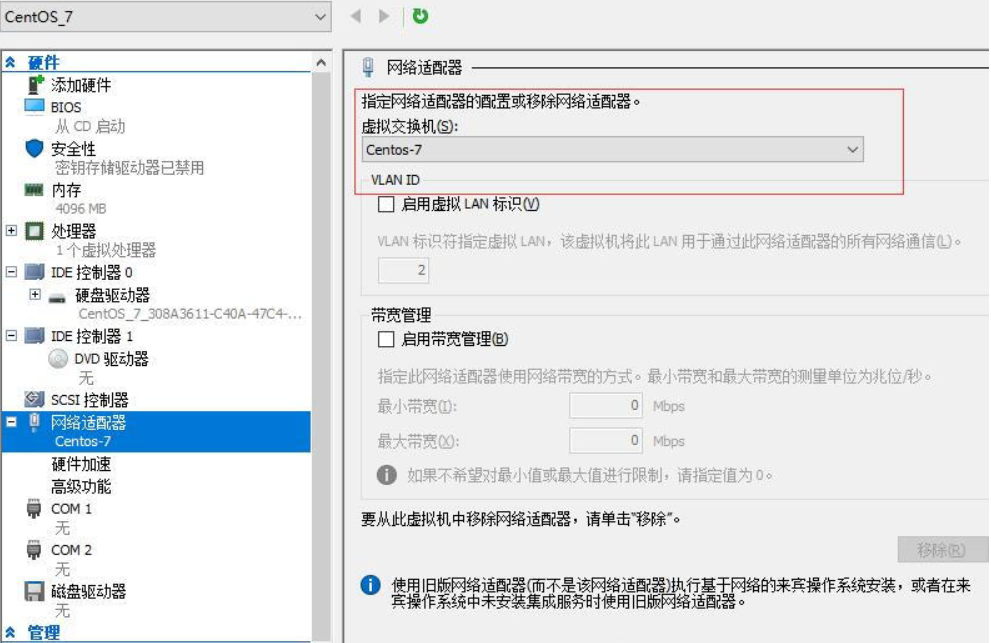 CentOS_7
硬件
添加硬件
BIOS
从 CD 启动
安全性
密钥存储驱动器已禁用
内存
4096 MB
处理器
1 个虚拟处理器
IDE 控制器 0
硬盘驱动器
CentOS_7_308A3611-C40A-47C4-...
IDE 控制器 1
DVD 驱动器
无
SCSI 控制器
网络适配器
Centos-7
硬件加速
高级功能
COM 1
无
COM 2
无
磁盘驱动器
无
管理
网络适配器
指定网络适配器的配置或移除网络适配器。
虚拟交换机(S):
Centos-7
VLAN ID
启用虚拟 LAN 标识(V)
VLAN 标识符指定虚拟 LAN，该虚拟机将此 LAN 用于通过此网络适配器的所有网络通信(L)。
2
带宽管理
启用带宽管理(B)
指定此网络适配器使用网络带宽的方式。最小带宽和最大带宽的测量单位为兆位/秒。
最小带宽(I): 0 Mbps
最大带宽(X): 0 Mbps
如果不希望对最小值或最大值进行限制，请指定值为 0。
要从此虚拟机中移除网络适配器，请单击"移除"。
移除(R)
使用旧版网络适配器(而不是该网络适配器)执行基于网络的来宾操作系统安装，或者在来
宾操作系统中未安装集成服务时使用旧版网络适配器。